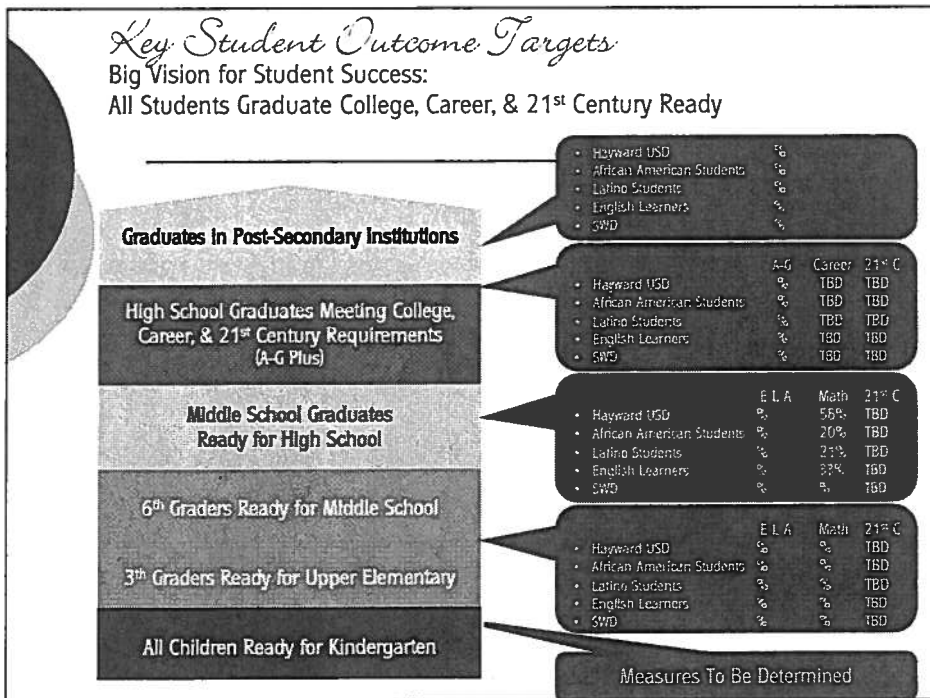 Key Student Outcome Targets
Big Vision for Student Success:
All Students Graduate College, Career, & 21st Century Ready
Graduates in Post-Secondary Institutions
• Hayward USD %
• African American Students %
• Latino Students %
• English Learners %
• SWD %
High School Graduates Meeting College,
Career, & 21st Century Requirements
(A-G Plus)
A-G Career 21st C
• Hayward USD % TBD TBD
• African American Students % TBD TBD
• Latino Students % TBD TBD
• English Learners % TBD TBD
• SWD % TBD TBD
Middle School Graduates
Ready for High School
E L A Math 21st C
• Hayward USD % TBD
• African American Students % 20% TBD
• Latino Students % 21% TBD
• English Learners % TBD
• SWD % % TBD
6th Graders Ready for Middle School
3th Graders Ready for Upper Elementary
E L A Math 21st C
• Hayward USD % % TBD
• African American Students % % TBD
• Latino Students % % TBD
• English Learners % % TBD
• SWD % % TBD
All Children Ready for Kindergarten
Measures To Be Determined